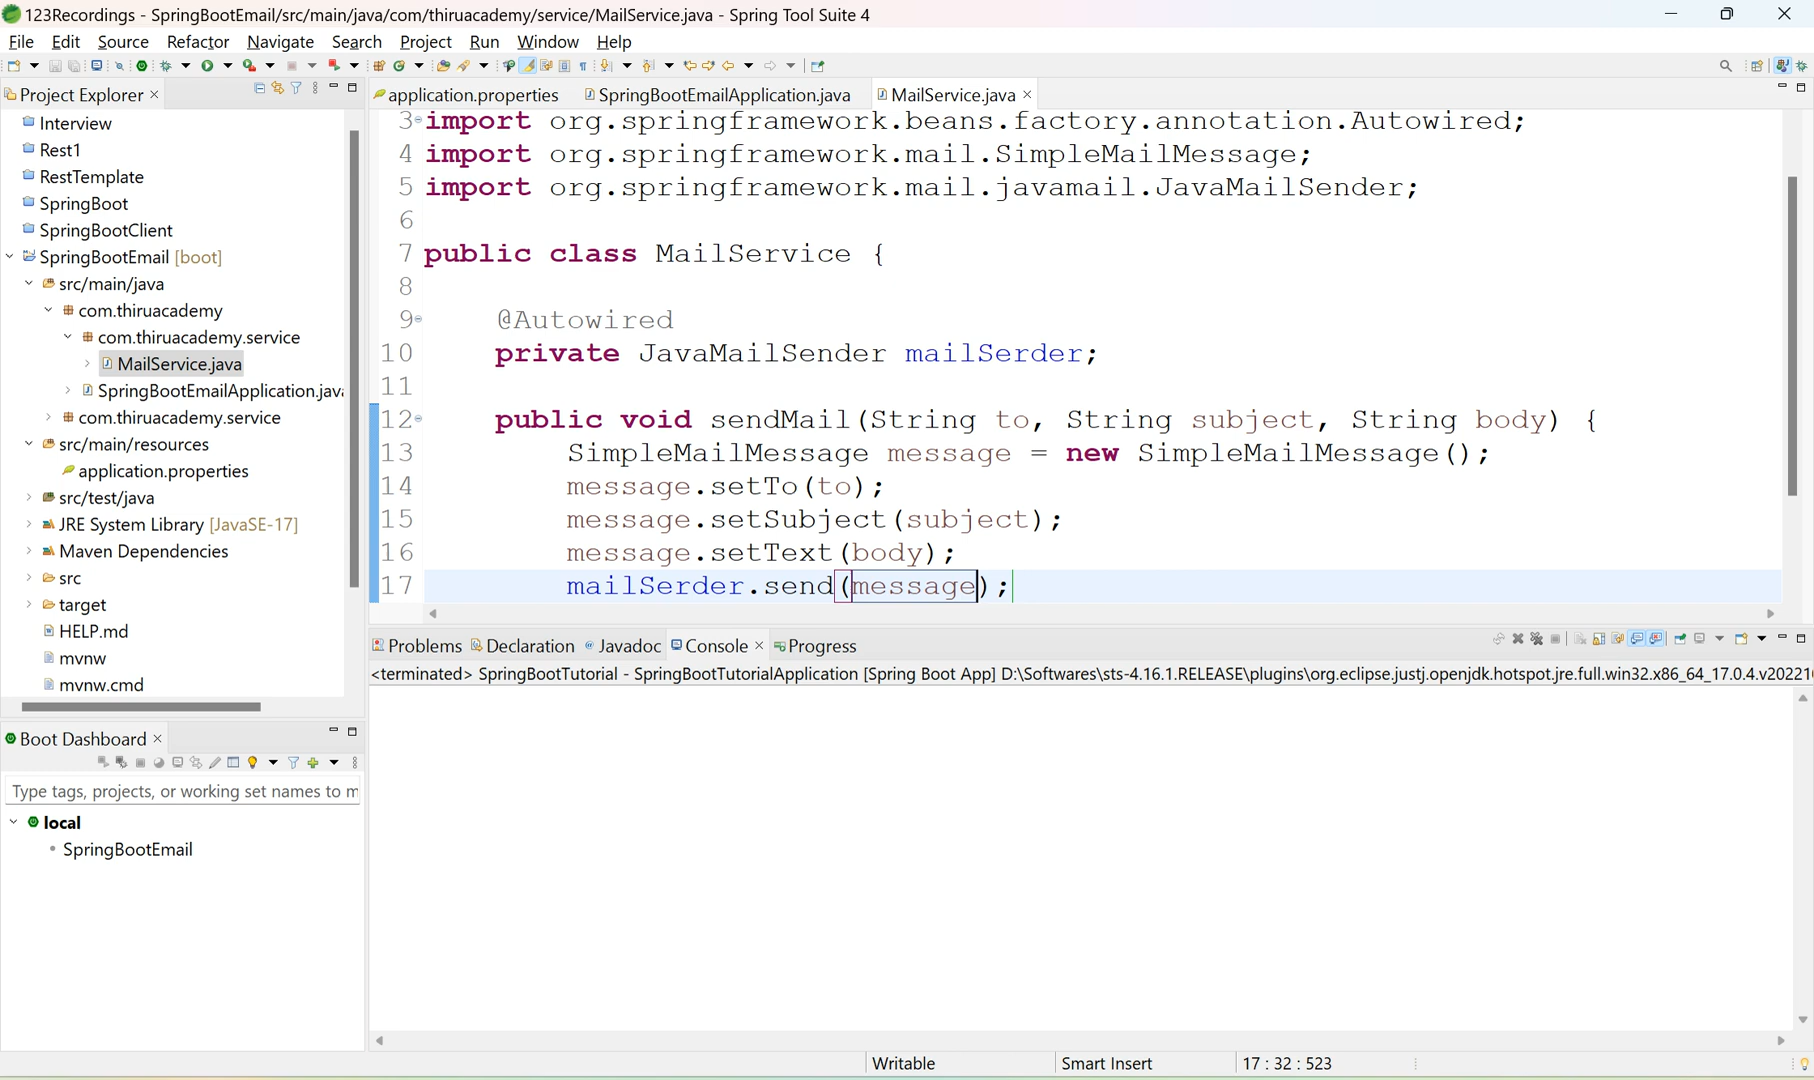 123Recordings - SpringBootEmail/src/main/java/com/thiruacademy/service/MailService.java - Spring Tool Suite 4
File Edit Source Refactor Navigate Search Project Run Window Help
Project Explorer
Interview
Rest1
RestTemplate
SpringBoot
SpringBootClient
SpringBootEmail [boot]
src/main/java
com.thiruacademy
com.thiruacademy.service
MailService.java
SpringBootEmailApplication.java
com.thiruacademy.service
src/main/resources
application.properties
src/test/java
JRE System Library [JavaSE-17]
Maven Dependencies
src
target
HELP.md
mvnw
mvnw.cmd
Boot Dashboard
Type tags, projects, or working set names to m
local
SpringBootEmail
application.properties SpringBootEmailApplication.java MailService.java
3 import org.springframework.beans.factory.annotation.Autowired;
4 import org.springframework.mail.SimpleMailMessage;
5 import org.springframework.mail.javamail.JavaMailSender;
6
7 public class MailService {
8
9 @Autowired
10 private JavaMailSender mailSerder;
11
12 public void sendMail(String to, String subject, String body) {
13 SimpleMailMessage message = new SimpleMailMessage();
14 message.setTo(to);
15 message.setSubject(subject);
16 message.setText(body);
17 mailSerder.send(message);
Problems Declaration Javadoc Console Progress
<terminated> SpringBootTutorial - SpringBootTutorialApplication [Spring Boot App] D:\Softwares\sts-4.16.1.RELEASE\plugins\org.eclipse.justj.openjdk.hotspot.jre.full.win32.x86_64_17.0.4.v20221
Writable Smart Insert 17 : 32 : 523